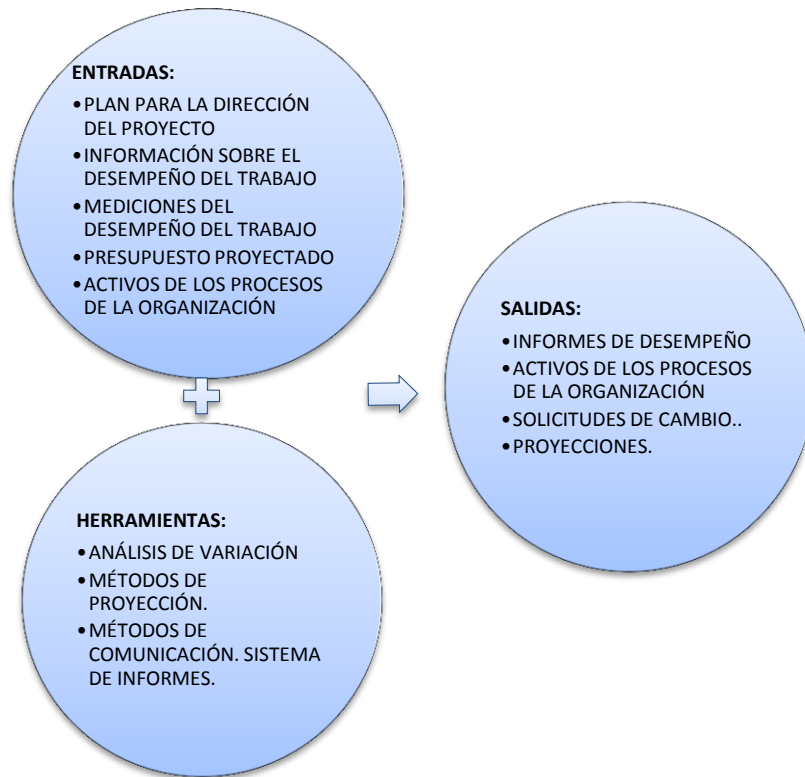 ENTRADAS:
•PLAN PARA LA DIRECCIÓN
DEL PROYECTO
•INFORMACIÓN SOBRE EL
DESEMPEÑO DEL TRABAJO
•MEDICIONES DEL
DESEMPEÑO DEL TRABAJO
•PRESUPUESTO PROYECTADO
•ACTIVOS DE LOS PROCESOS
DE LA ORGANIZACIÓN
HERRAMIENTAS:
•ANÁLISIS DE VARIACIÓN
•MÉTODOS DE
PROYECCIÓN.
•MÉTODOS DE
COMUNICACIÓN. SISTEMA
DE INFORMES.
SALIDAS:
•INFORMES DE DESEMPEÑO
•ACTIVOS DE LOS PROCESOS
DE LA ORGANIZACIÓN
•SOLICITUDES DE CAMBIO..
•PROYECCIONES.